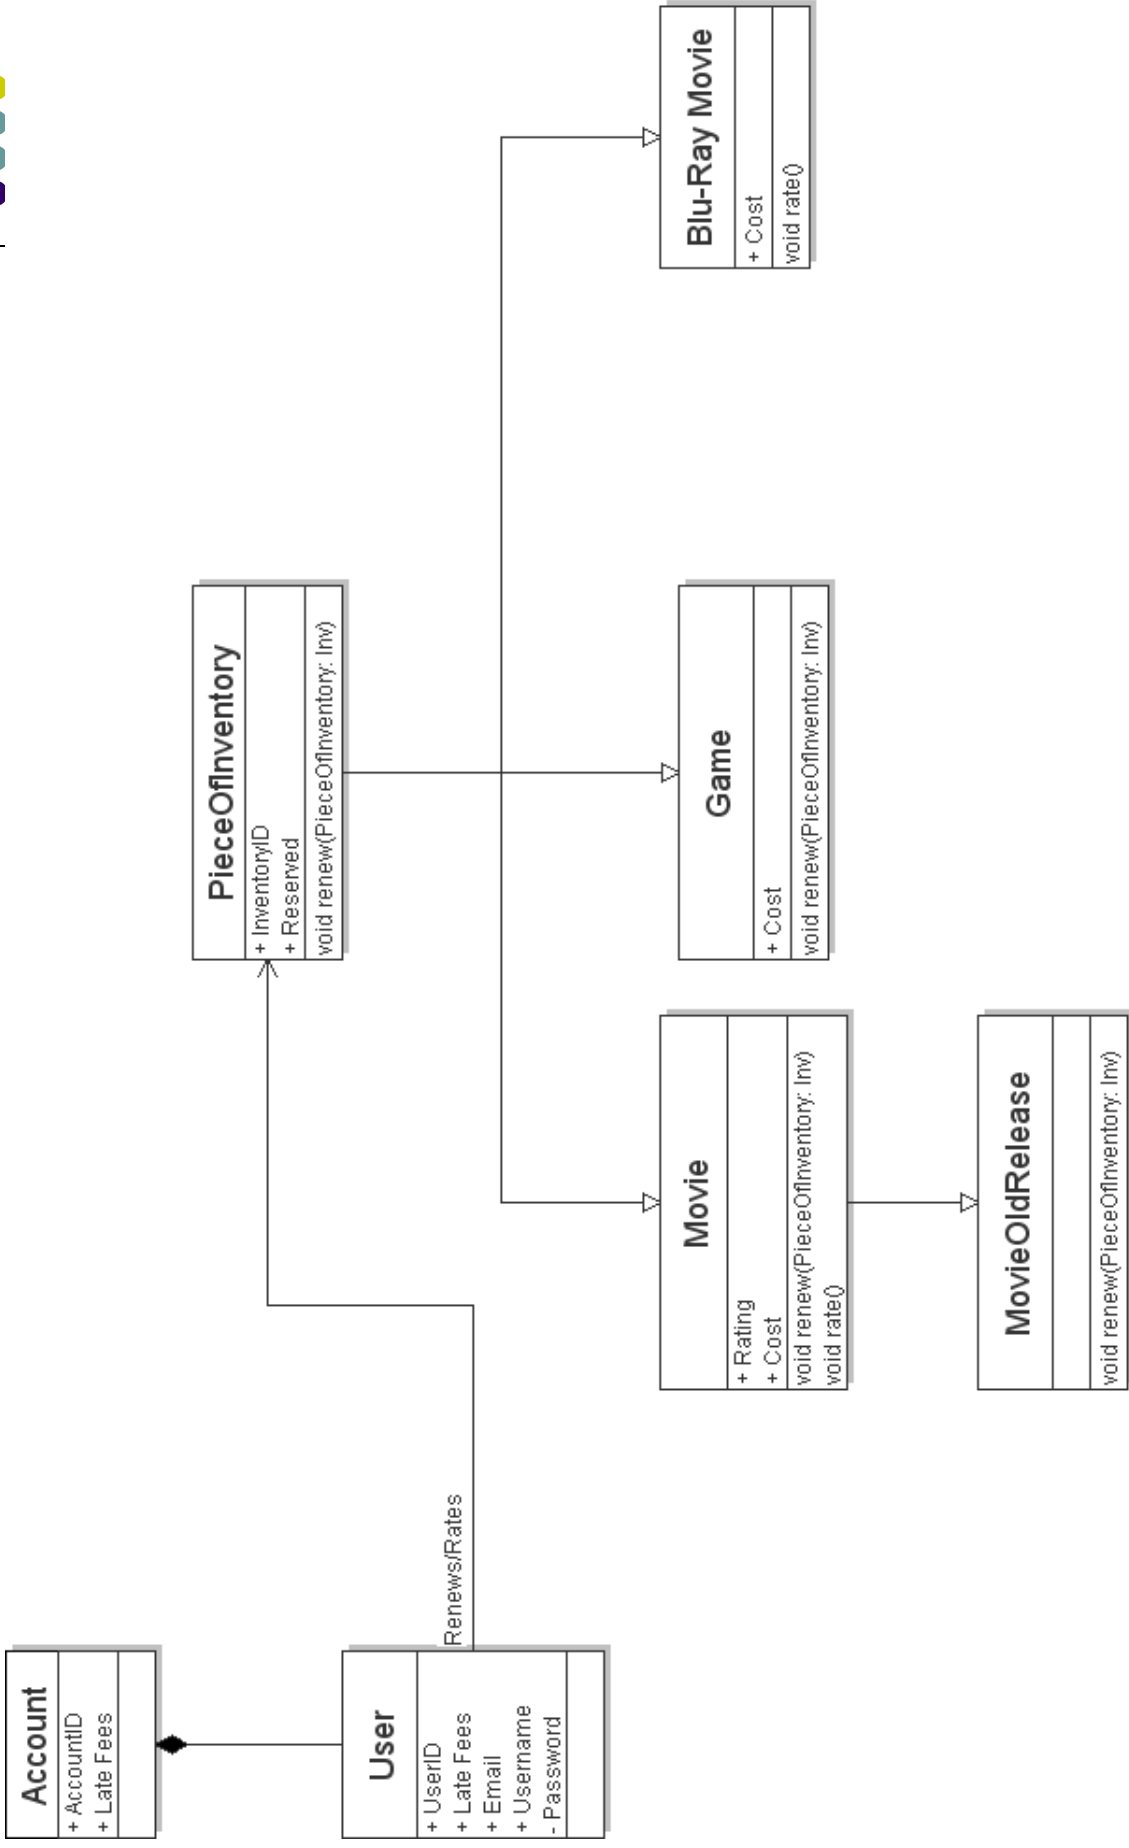 Account
+ AccountID
+ Late Fees
User
+ UserID
+ Late Fees
+ Email
+ Username
- Password
Renews/Rates
PieceOfInventory
+ InventoryID
+ Reserved
void renew(PieceOfInventory: Inv)
Movie
+ Rating
+ Cost
void renew(PieceOfInventory: Inv)
void rate()
Game
+ Cost
void renew(PieceOfInventory: Inv)
Blu-Ray Movie
+ Cost
void rate()
MovieOldRelease
void renew(PieceOfInventory: Inv)